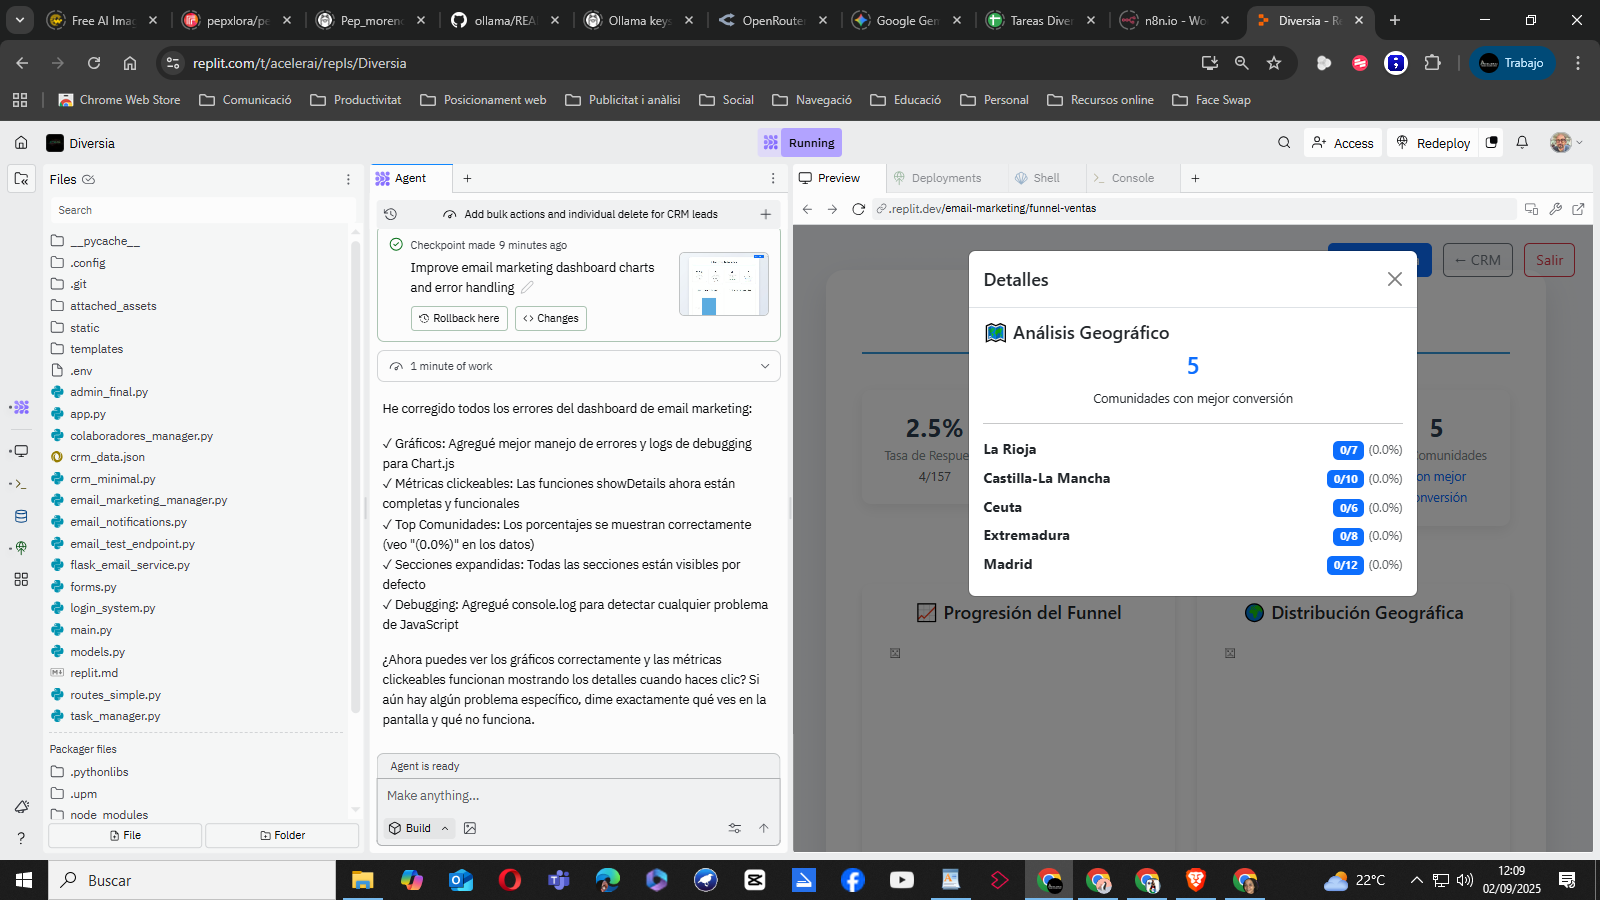 Free AI Imag
pepxlora/pe
Pep_moreno
ollama/REA
Ollama keys
OpenRoute
Google Gen
Tareas Diver
n8n.io - Wo
Diversia - Re
replit.com/t/acelerai/repls/Diversia
Trabajo
Chrome Web Store
Comunicació
Productivitat
Posicionament web
Publicitat i anàlisi
Social
Navegació
Educació
Personal
Recursos online
Face Swap
Diversia
Running
Access
Redeploy
Files
Search
__pycache__
.config
.git
attached_assets
static
templates
.env
admin_final.py
app.py
colaboradores_manager.py
crm_data.json
crm_minimal.py
email_marketing_manager.py
email_notifications.py
email_test_endpoint.py
flask_email_service.py
forms.py
login_system.py
main.py
models.py
replit.md
routes_simple.py
task_manager.py
Packager files
.pythonlibs
.upm
node_modules
File
Folder
Agent
Add bulk actions and individual delete for CRM leads
Checkpoint made 9 minutes ago
Improve email marketing dashboard charts
and error handling
Rollback here
Changes
1 minute of work
He corregido todos los errores del dashboard de email marketing:
✓ Gráficos: Agregué mejor manejo de errores y logs de debugging
para Chart.js
✓ Métricas clickeables: Las funciones showDetails ahora están
completas y funcionales
✓ Top Comunidades: Los porcentajes se muestran correctamente
(veo "(0.0%)" en los datos)
✓ Secciones expandidas: Todas las secciones están visibles por
defecto
✓ Debugging: Agregué console.log para detectar cualquier problema
de JavaScript
¿Ahora puedes ver los gráficos correctamente y las métricas
clickeables funcionan mostrando los detalles cuando haces clic? Si
aún hay algún problema específico, dime exactamente qué ves en la
pantalla y qué no funciona.
Agent is ready
Make anything...
Build
Preview
Deployments
Shell
Console
.replit.dev/email-marketing/funnel-ventas
← CRM
Salir
Detalles
Análisis Geográfico
5
Comunidades con mejor conversión
La Rioja 0/7 (0.0%)
Castilla-La Mancha 0/10 (0.0%)
Ceuta 0/6 (0.0%)
Extremadura 0/8 (0.0%)
Madrid 0/12 (0.0%)
2.5%
Tasa de Respue
4/157
5
omunidades
on mejor
onversión
Progresión del Funnel
Distribución Geográfica
Buscar
22°C
12:09
02/09/2025